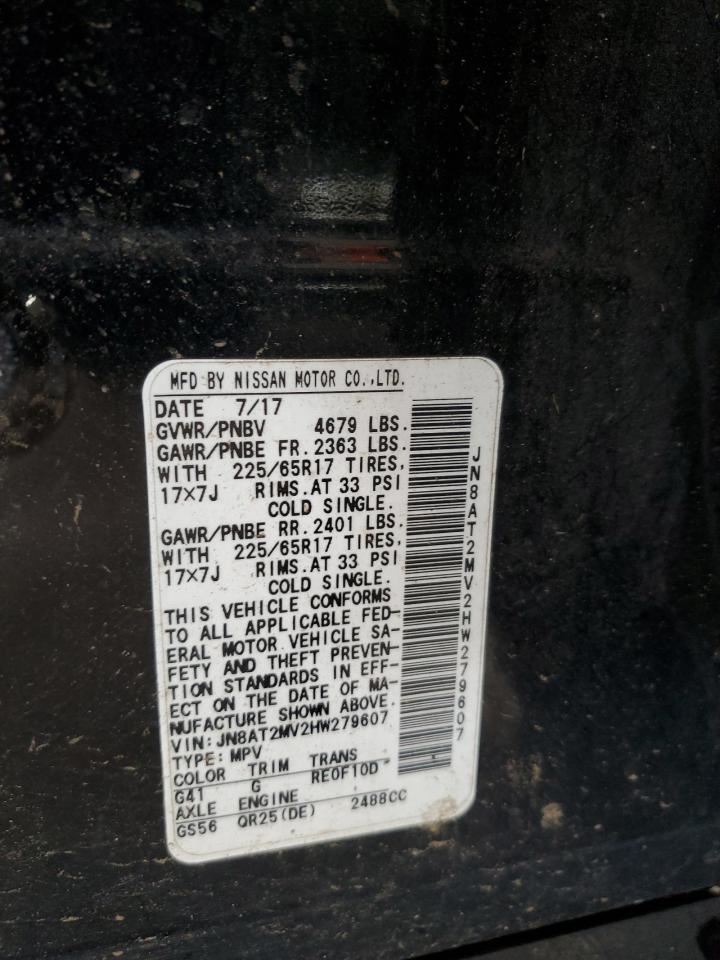 MFD BY NISSAN MOTOR CO.,LTD.
DATE 7/17
GVWR/PNBV 4679 LBS.
GAWR/PNBE FR. 2363 LBS.
WITH 225/65R17 TIRES,
17×7J RIMS. AT 33 PSI
COLD SINGLE.
GAWR/PNBE RR. 2401 LBS.
WITH 225/65R17 TIRES,
17×7J RIMS. AT 33 PSI
COLD SINGLE.
THIS VEHICLE CONFORMS
TO ALL APPLICABLE FED-
ERAL MOTOR VEHICLE SA-
FETY AND THEFT PREVEN-
TION STANDARDS IN EFF-
ECT ON THE DATE OF MA-
NUFACTURE SHOWN ABOVE.
VIN: JN8AT2MV2HW279607
TYPE: MPV
COLOR TRIM TRANS
G41 G RE0F10D
AXLE ENGINE
GS56 QR25(DE) 2488CC
JN8AT2MV2HW279607